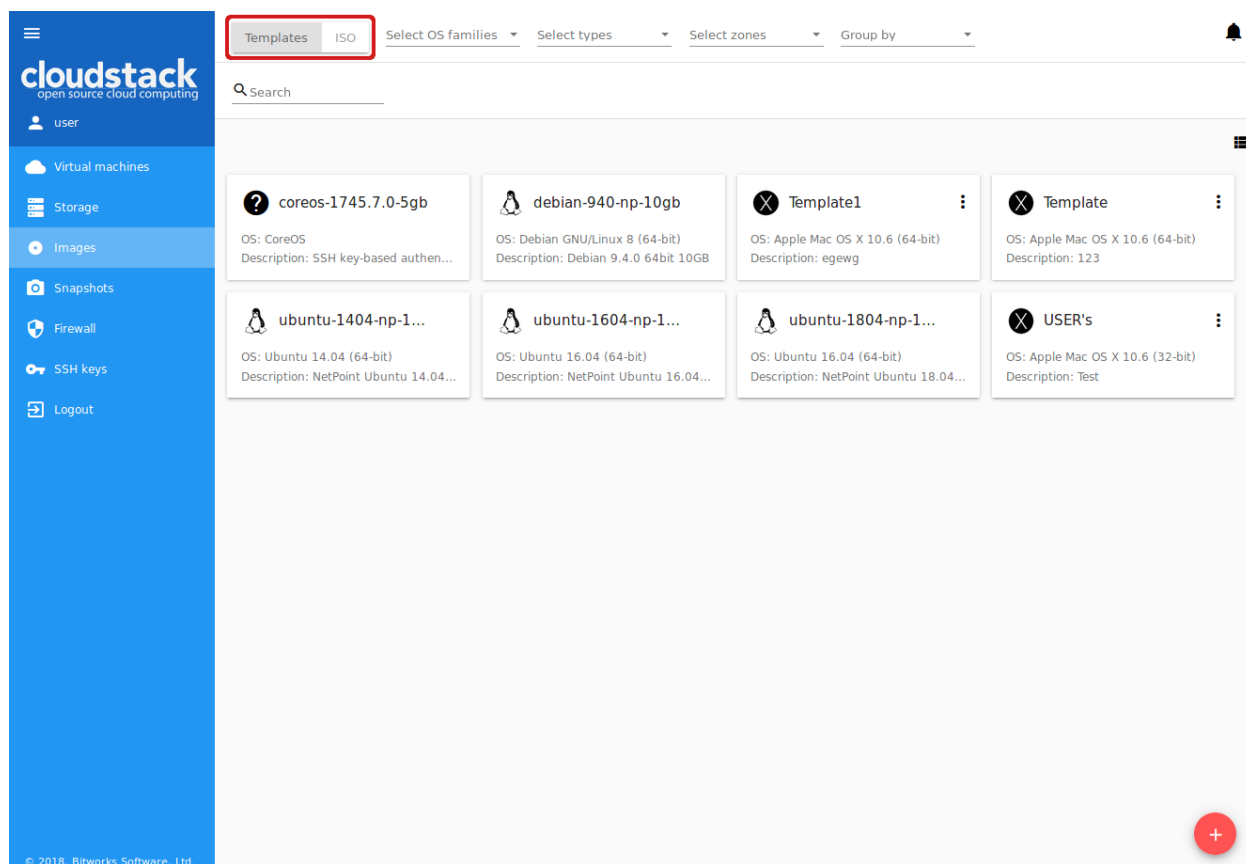 Templates ISO Select OS families Select types Select zones Group by
cloudstack
open source cloud computing
user
Search
Virtual machines
Storage
Images
Snapshots
Firewall
SSH keys
Logout
coreos-1745.7.0-5gb
OS: CoreOS
Description: SSH key-based authen...
debian-940-np-10gb
OS: Debian GNU/Linux 8 (64-bit)
Description: Debian 9.4.0 64bit 10GB
Template1
OS: Apple Mac OS X 10.6 (64-bit)
Description: egewg
Template
OS: Apple Mac OS X 10.6 (64-bit)
Description: 123
ubuntu-1404-np-1...
OS: Ubuntu 14.04 (64-bit)
Description: NetPoint Ubuntu 14.04...
ubuntu-1604-np-1...
OS: Ubuntu 16.04 (64-bit)
Description: NetPoint Ubuntu 16.04...
ubuntu-1804-np-1...
OS: Ubuntu 16.04 (64-bit)
Description: NetPoint Ubuntu 18.04...
USER's
OS: Apple Mac OS X 10.6 (32-bit)
Description: Test
© 2018, Bitworks Software, Ltd.